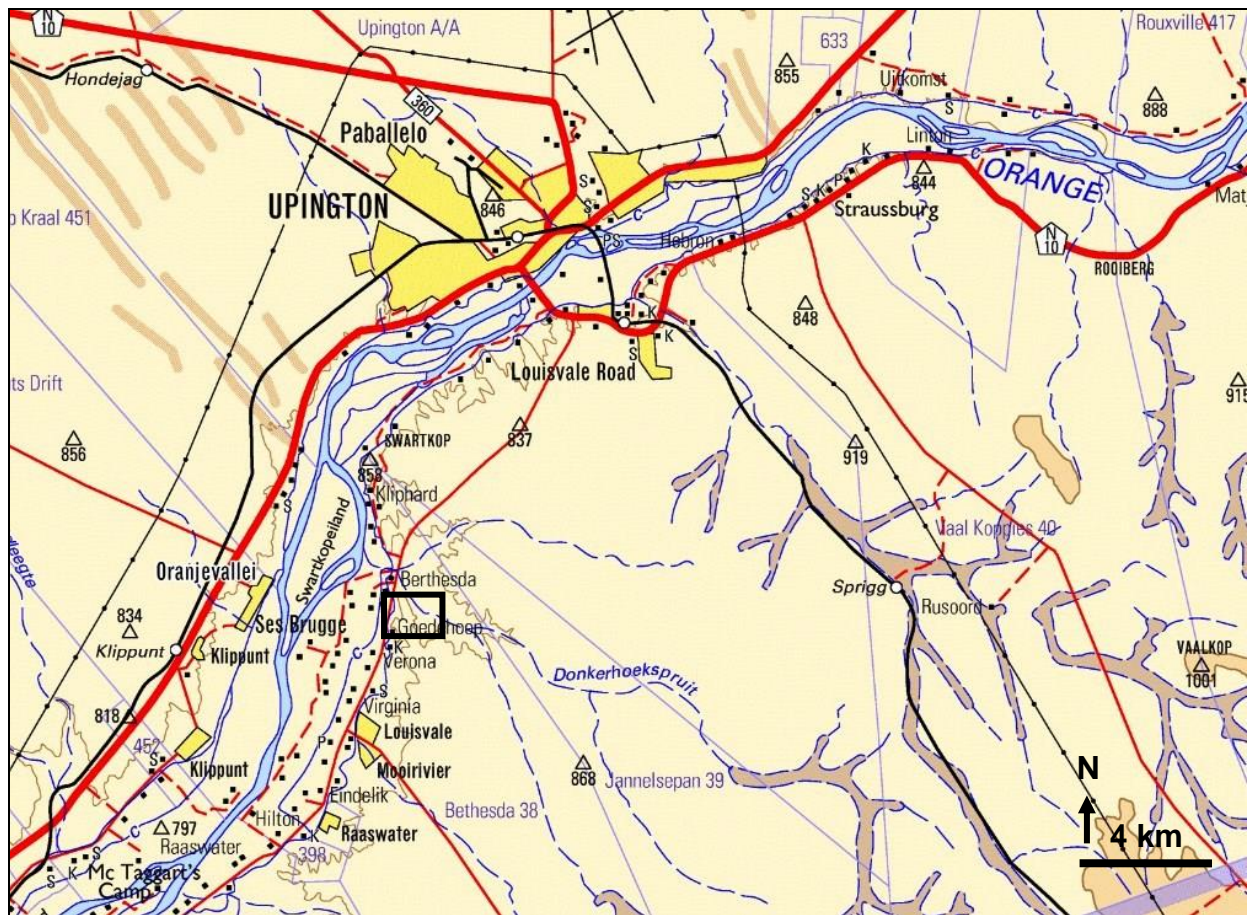 N
10
Upington A/A
633
Rouxville 417
Hondejag
855
Uitkomst
S
888
360
Paballelo
Linton
C
C
K
844
ORANGE
S
846
UPINGTON
S
K
P
S
Straussburg
Mat
Kraal 451
S
C
PS
Hebron
N
10
ROOIBERG
848
K
K
S
ts Drift
Louisvale Road
915
856
SWARTKOP
837
919
858
Kliphard
S
Swartkopeiland
Vaal Koppies 40
leegte
Oranjevallei
Berthesda
Sprigg
Rusoord
834
Ses Brugge
Goedehoop
Klippunt
Klippunt
C
K
Verona
Donkerhoekspruit
VAALKOP
1001
S
Virginia
818
Louisvale
452
S
P
Klippunt
Mooirivier
868
Jannelsepan 39
N
Eindelik
Bethesda 38
C
797
Hilton
Raaswater
K
Raaswater
398
4 km
S
K
Mc Taggart's
Camp
S
S